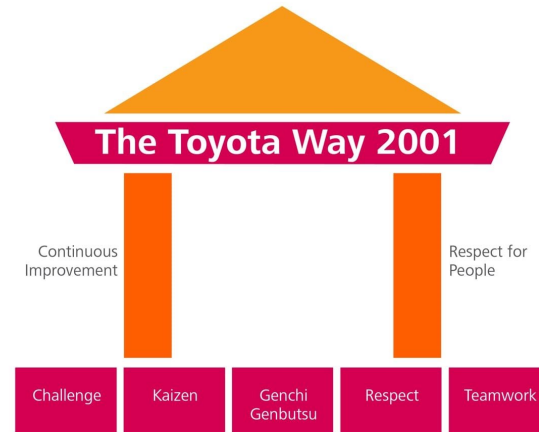 The Toyota Way 2001
Continuous
Improvement
Respect for
People
Challenge
Kaizen
Genchi
Genbutsu
Respect
Teamwork